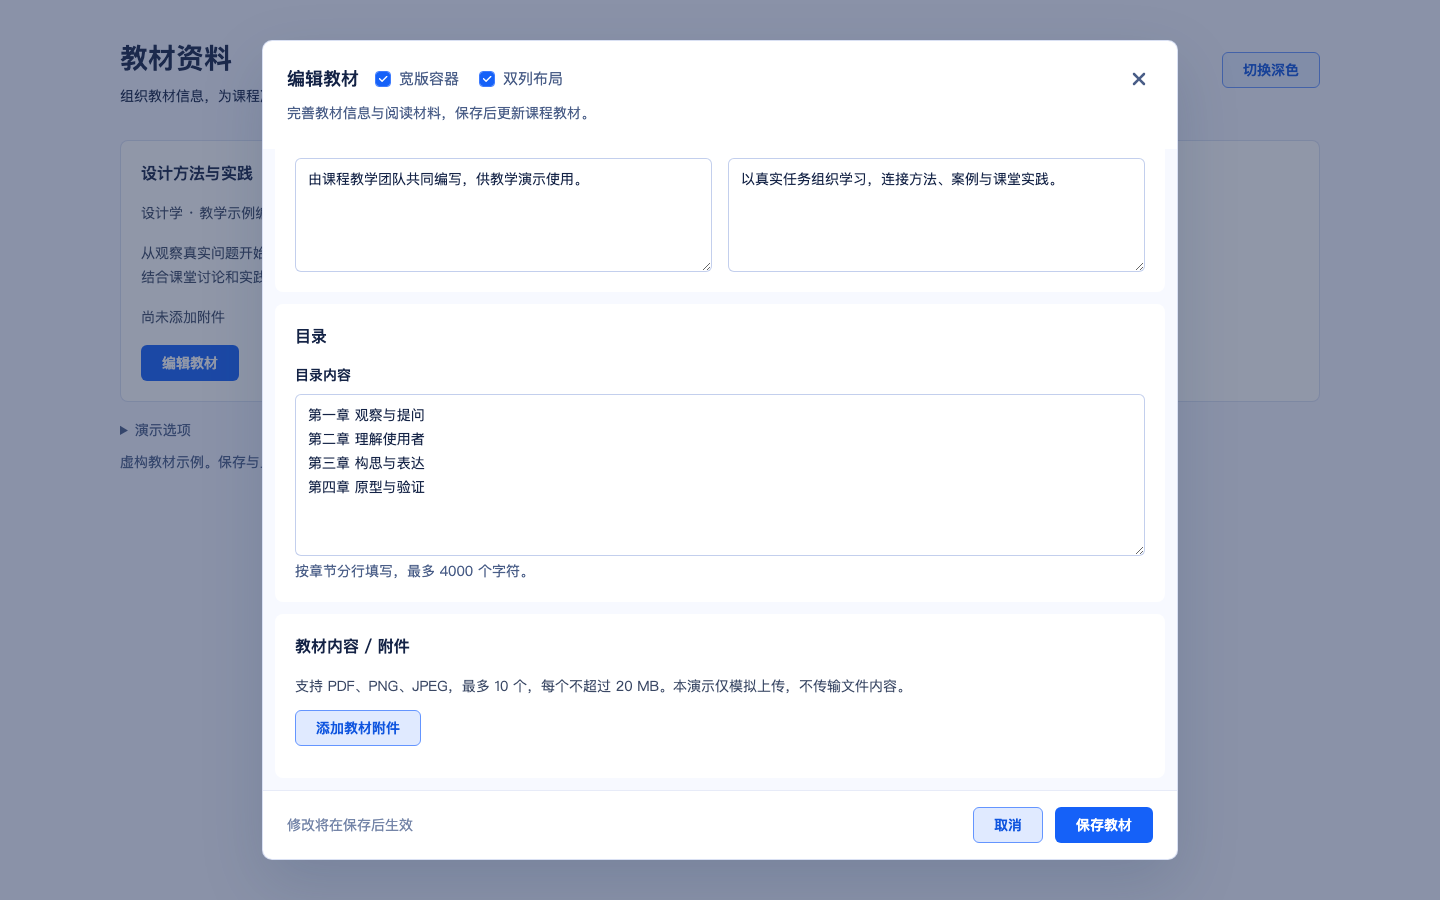 教材资料
组织教材信息，为课程
切换深色
设计方法与实践
设计学 · 教学示例编
从观察真实问题开始
结合课堂讨论和实践
尚未添加附件
编辑教材
演示选项
虚构教材示例。保存与
编辑教材
宽版容器
双列布局
完善教材信息与阅读材料，保存后更新课程教材。
由课程教学团队共同编写，供教学演示使用。
以真实任务组织学习，连接方法、案例与课堂实践。
目录
目录内容
第一章 观察与提问
第二章 理解使用者
第三章 构思与表达
第四章 原型与验证
按章节分行填写，最多 4000 个字符。
教材内容 / 附件
支持 PDF、PNG、JPEG，最多 10 个，每个不超过 20 MB。本演示仅模拟上传，不传输文件内容。
添加教材附件
修改将在保存后生效
取消
保存教材